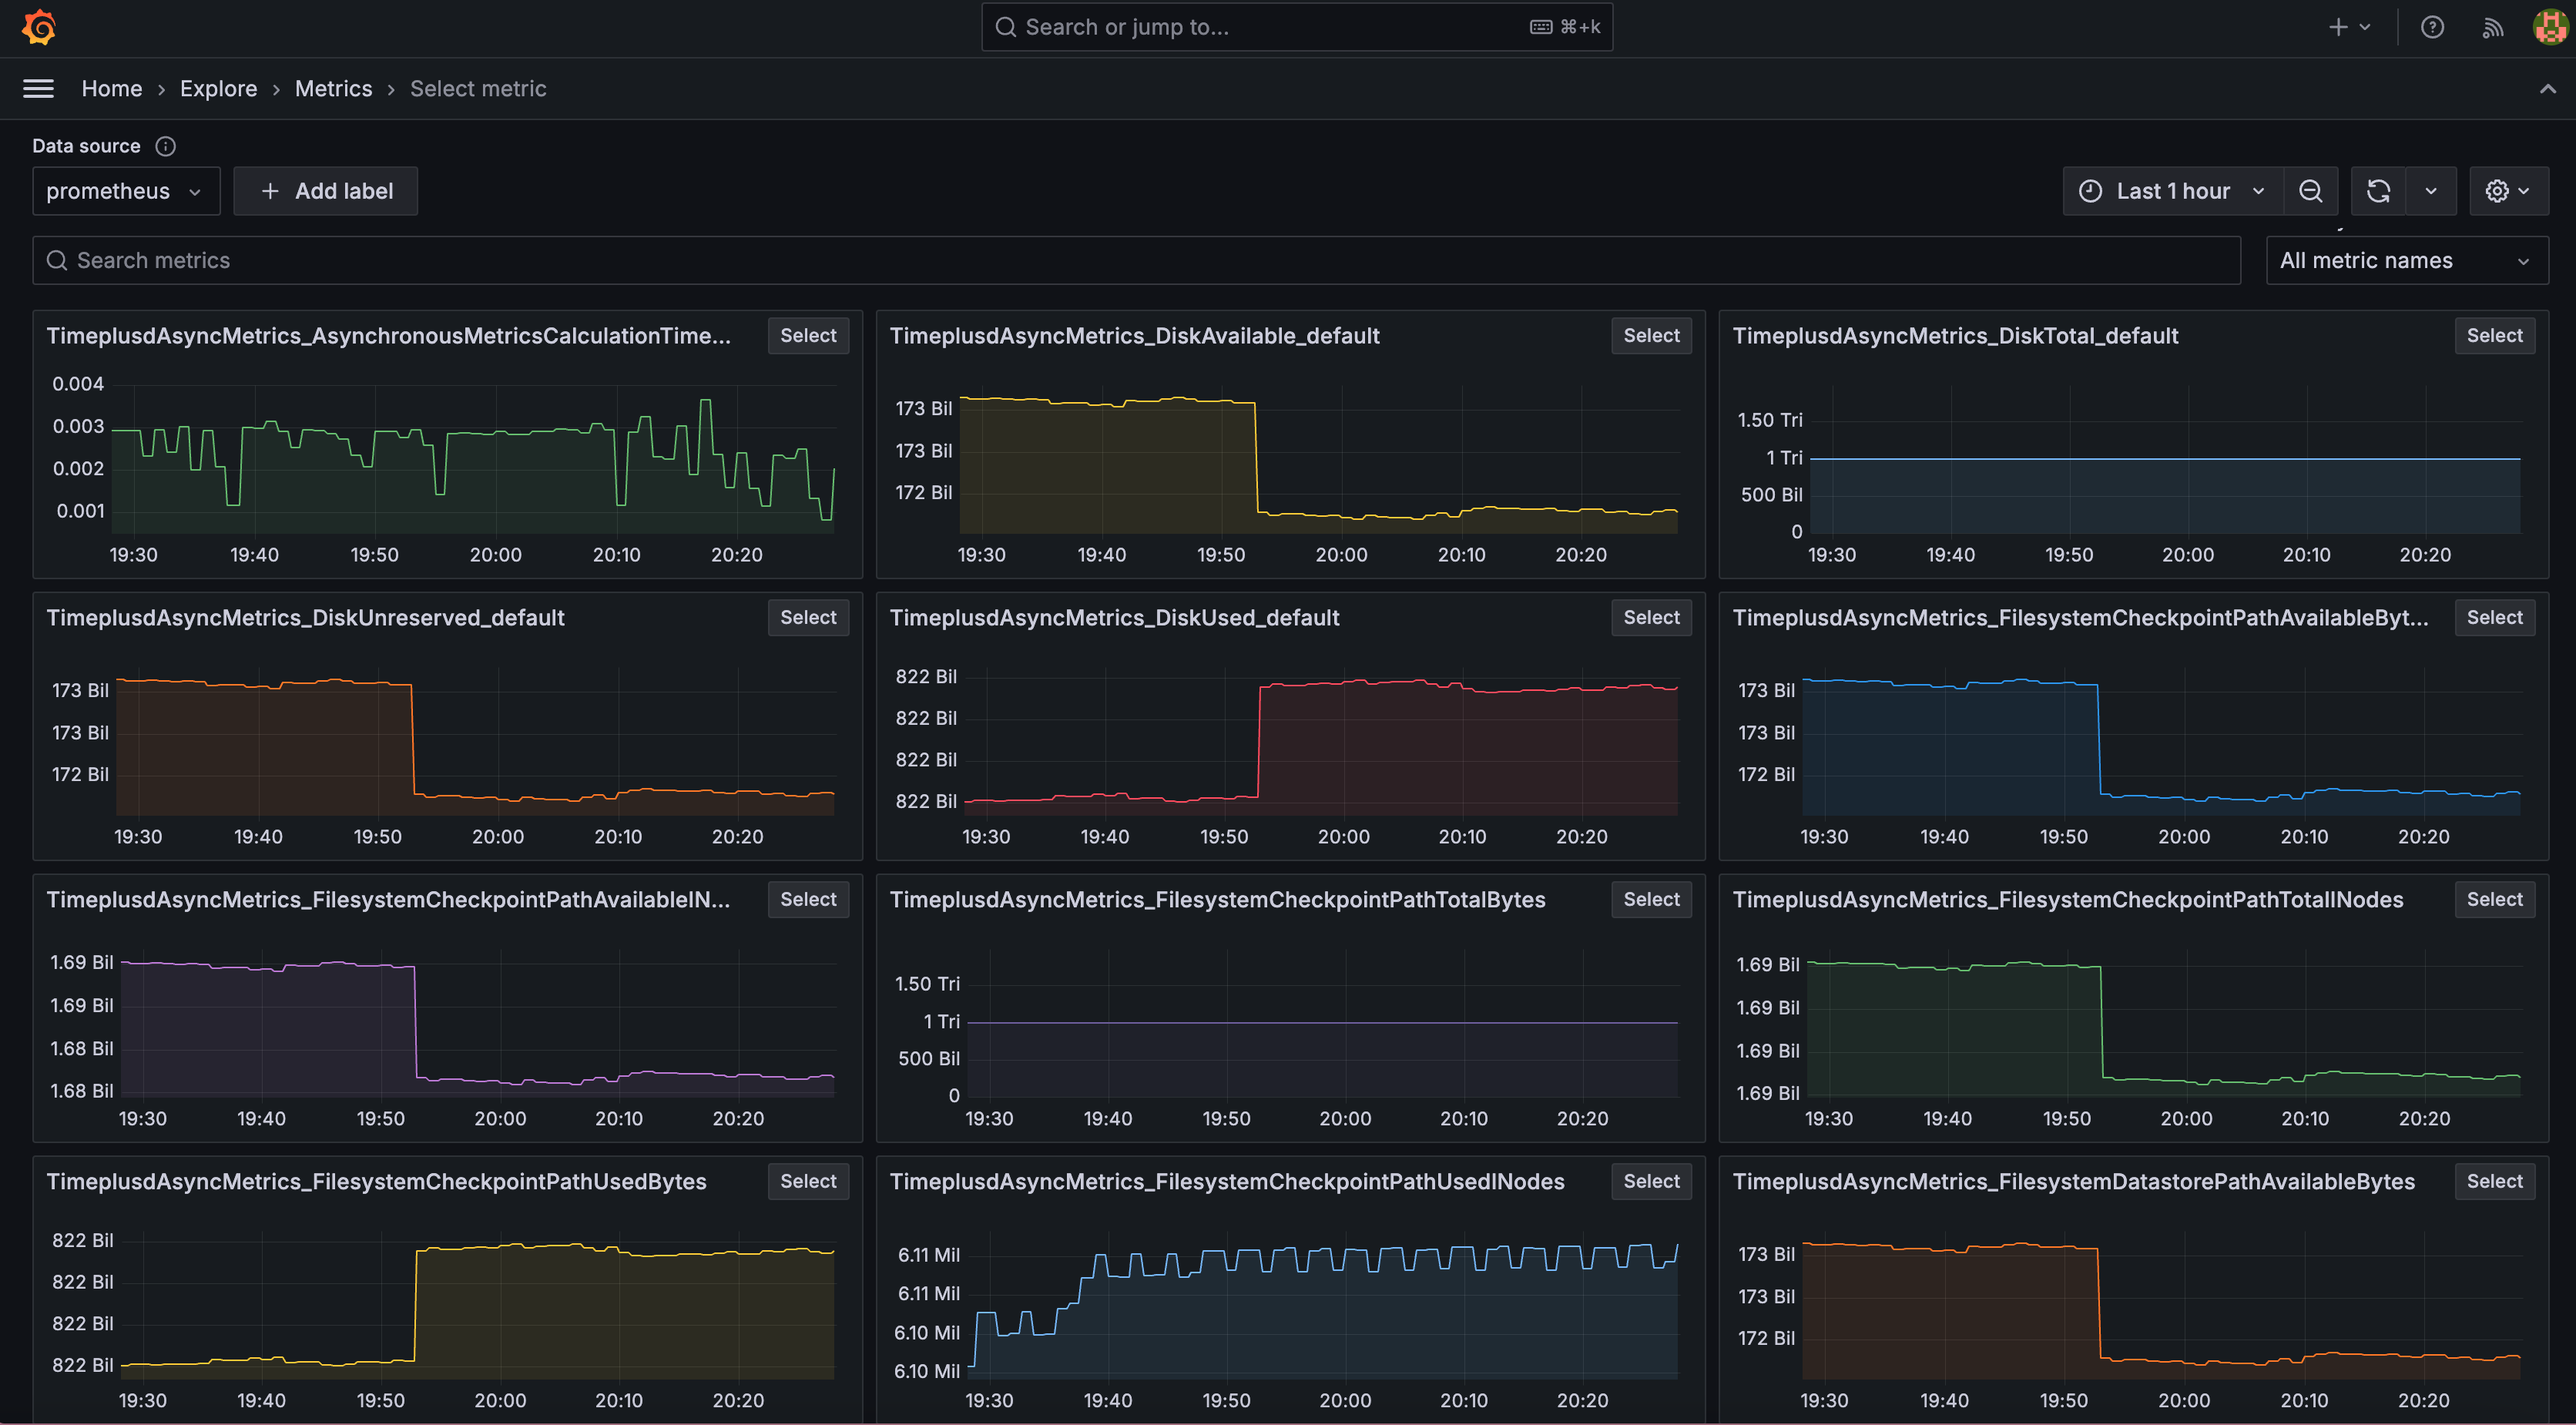 Search or jump to... ⌘+k
Home › Explore › Metrics › Select metric
Data source
prometheus + Add label Last 1 hour
Search metrics All metric names
TimeplusdAsyncMetrics_AsynchronousMetricsCalculationTime... Select
0.004
0.003
0.002
0.001
19:30 19:40 19:50 20:00 20:10 20:20
TimeplusdAsyncMetrics_DiskAvailable_default Select
173 Bil
173 Bil
172 Bil
19:30 19:40 19:50 20:00 20:10 20:20
TimeplusdAsyncMetrics_DiskTotal_default Select
1.50 Tri
1 Tri
500 Bil
0
19:30 19:40 19:50 20:00 20:10 20:20
TimeplusdAsyncMetrics_DiskUnreserved_default Select
173 Bil
173 Bil
172 Bil
19:30 19:40 19:50 20:00 20:10 20:20
TimeplusdAsyncMetrics_DiskUsed_default Select
822 Bil
822 Bil
822 Bil
822 Bil
19:30 19:40 19:50 20:00 20:10 20:20
TimeplusdAsyncMetrics_FilesystemCheckpointPathAvailableByt... Select
173 Bil
173 Bil
172 Bil
19:30 19:40 19:50 20:00 20:10 20:20
TimeplusdAsyncMetrics_FilesystemCheckpointPathAvailableIN... Select
1.69 Bil
1.69 Bil
1.68 Bil
1.68 Bil
19:30 19:40 19:50 20:00 20:10 20:20
TimeplusdAsyncMetrics_FilesystemCheckpointPathTotalBytes Select
1.50 Tri
1 Tri
500 Bil
0
19:30 19:40 19:50 20:00 20:10 20:20
TimeplusdAsyncMetrics_FilesystemCheckpointPathTotalINodes Select
1.69 Bil
1.69 Bil
1.69 Bil
1.69 Bil
19:30 19:40 19:50 20:00 20:10 20:20
TimeplusdAsyncMetrics_FilesystemCheckpointPathUsedBytes Select
822 Bil
822 Bil
822 Bil
822 Bil
19:30 19:40 19:50 20:00 20:10 20:20
TimeplusdAsyncMetrics_FilesystemCheckpointPathUsedINodes Select
6.11 Mil
6.11 Mil
6.10 Mil
6.10 Mil
19:30 19:40 19:50 20:00 20:10 20:20
TimeplusdAsyncMetrics_FilesystemDatastorePathAvailableBytes Select
173 Bil
173 Bil
172 Bil
19:30 19:40 19:50 20:00 20:10 20:20